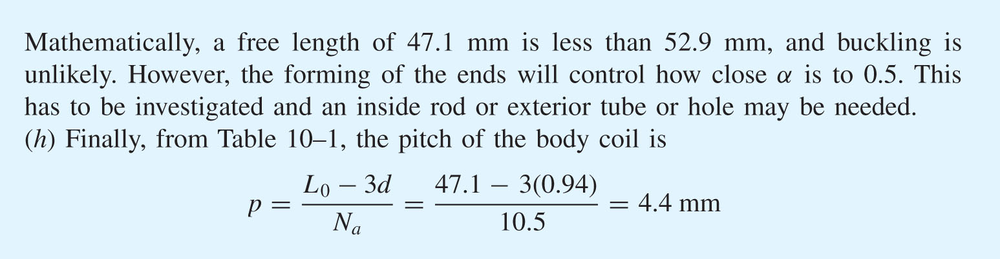 Mathematically, a free length of 47.1 mm is less than 52.9 mm, and buckling is
unlikely. However, the forming of the ends will control how close α is to 0.5. This
has to be investigated and an inside rod or exterior tube or hole may be needed.
(h) Finally, from Table 10–1, the pitch of the body coil is
p = \frac{L_0 − 3d}{N_a} = \frac{47.1 − 3(0.94)}{10.5} = 4.4 mm